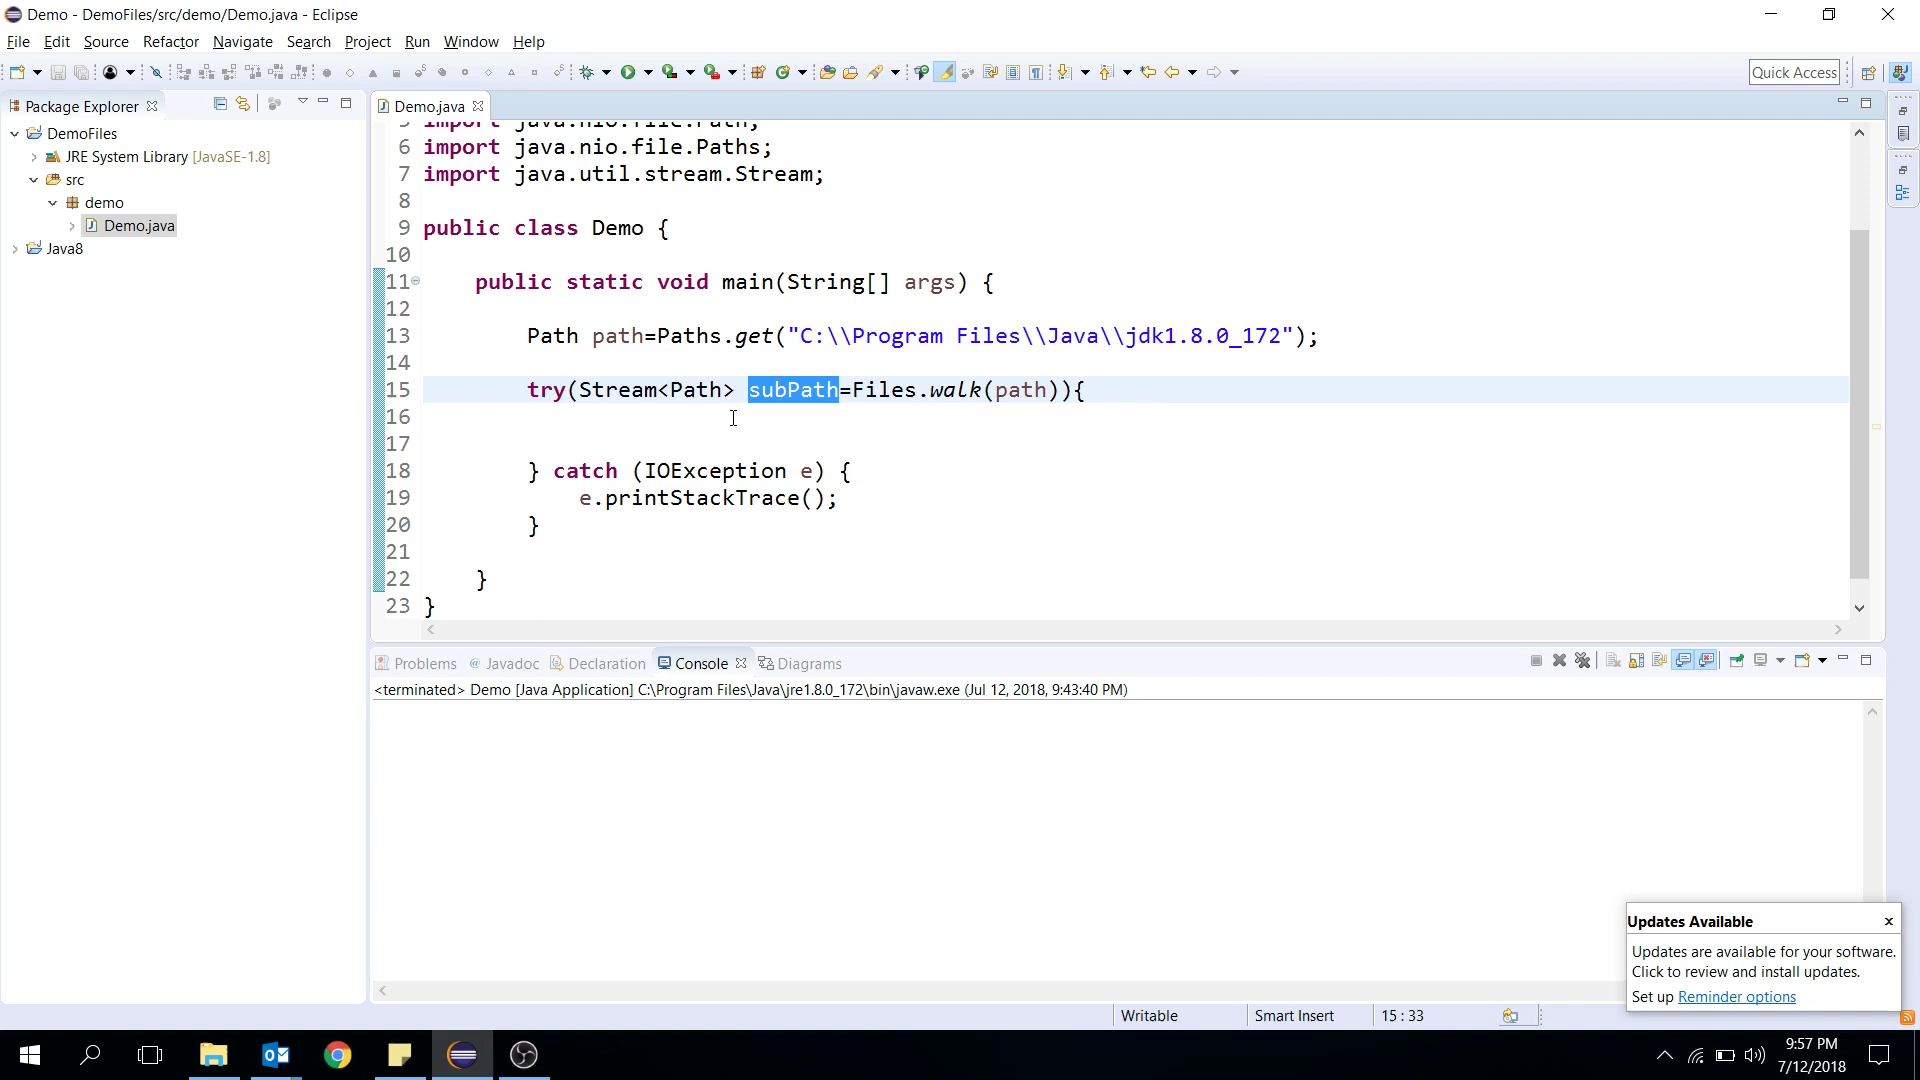 Demo - DemoFiles/src/demo/Demo.java - Eclipse
File Edit Source Refactor Navigate Search Project Run Window Help
Quick Access
Package Explorer
DemoFiles
JRE System Library [JavaSE-1.8]
src
demo
Demo.java
Java8
Demo.java
5 import java.nio.file.Path;
6 import java.nio.file.Paths;
7 import java.util.stream.Stream;
8
9 public class Demo {
10
11 public static void main(String[] args) {
12
13 Path path=Paths.get("C:\\Program Files\\Java\\jdk1.8.0_172");
14
15 try(Stream<Path> subPath=Files.walk(path)){
16
17
18 } catch (IOException e) {
19 e.printStackTrace();
20 }
21
22 }
23 }
Problems @ Javadoc Declaration Console Diagrams
<terminated> Demo [Java Application] C:\Program Files\Java\jre1.8.0_172\bin\javaw.exe (Jul 12, 2018, 9:43:40 PM)
Updates Available
Updates are available for your software.
Click to review and install updates.
Set up Reminder options
Writable Smart Insert 15 : 33
9:57 PM
7/12/2018